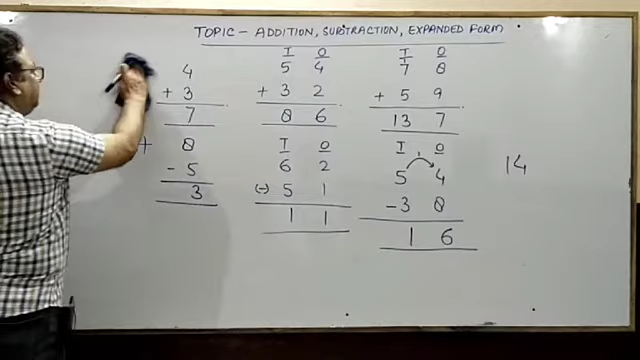 TOPIC - ADDITION, SUBTRACTION, EXPANDED FORM
T O T O
4 5 4 7 8
+ 3 + 3 2 + 5 9
7 8 6 13 7
T O T , O
+ 8 6 2 5 4 14
- 5 (-) 5 1 - 3 8
3 1 1 1 6